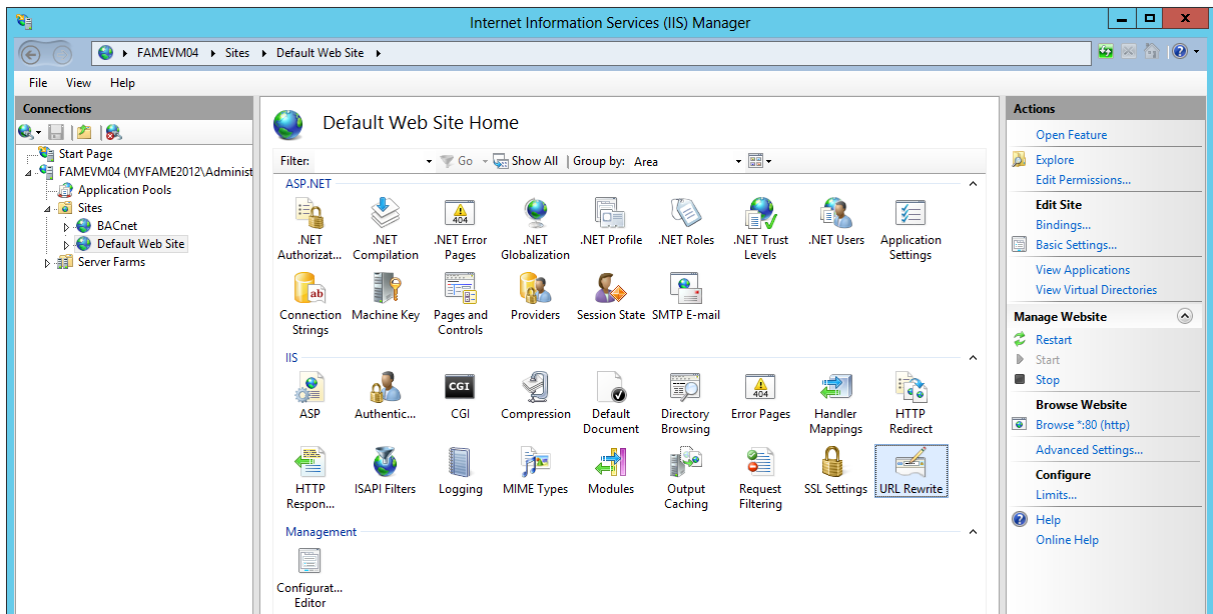 Internet Information Services (IIS) Manager
FAMEVM04 Sites Default Web Site
File View Help
Connections
Start Page
FAMEVM04 (MYFAME2012\Administ
Application Pools
Sites
BACnet
Default Web Site
Server Farms
Default Web Site Home
Filter: Go Show All Group by: Area
ASP.NET
.NET Authorizat...
.NET Compilation
.NET Error Pages
.NET Globalization
.NET Profile
.NET Roles
.NET Trust Levels
.NET Users
Application Settings
Connection Strings
Machine Key
Pages and Controls
Providers
Session State
SMTP E-mail
IIS
ASP
Authentic...
CGI
Compression
Default Document
Directory Browsing
Error Pages
Handler Mappings
HTTP Redirect
HTTP Respon...
ISAPI Filters
Logging
MIME Types
Modules
Output Caching
Request Filtering
SSL Settings
URL Rewrite
Management
Configurat... Editor
Actions
Open Feature
Explore
Edit Permissions...
Edit Site
Bindings...
Basic Settings...
View Applications
View Virtual Directories
Manage Website
Restart
Start
Stop
Browse Website
Browse *:80 (http)
Advanced Settings...
Configure
Limits...
Help
Online Help